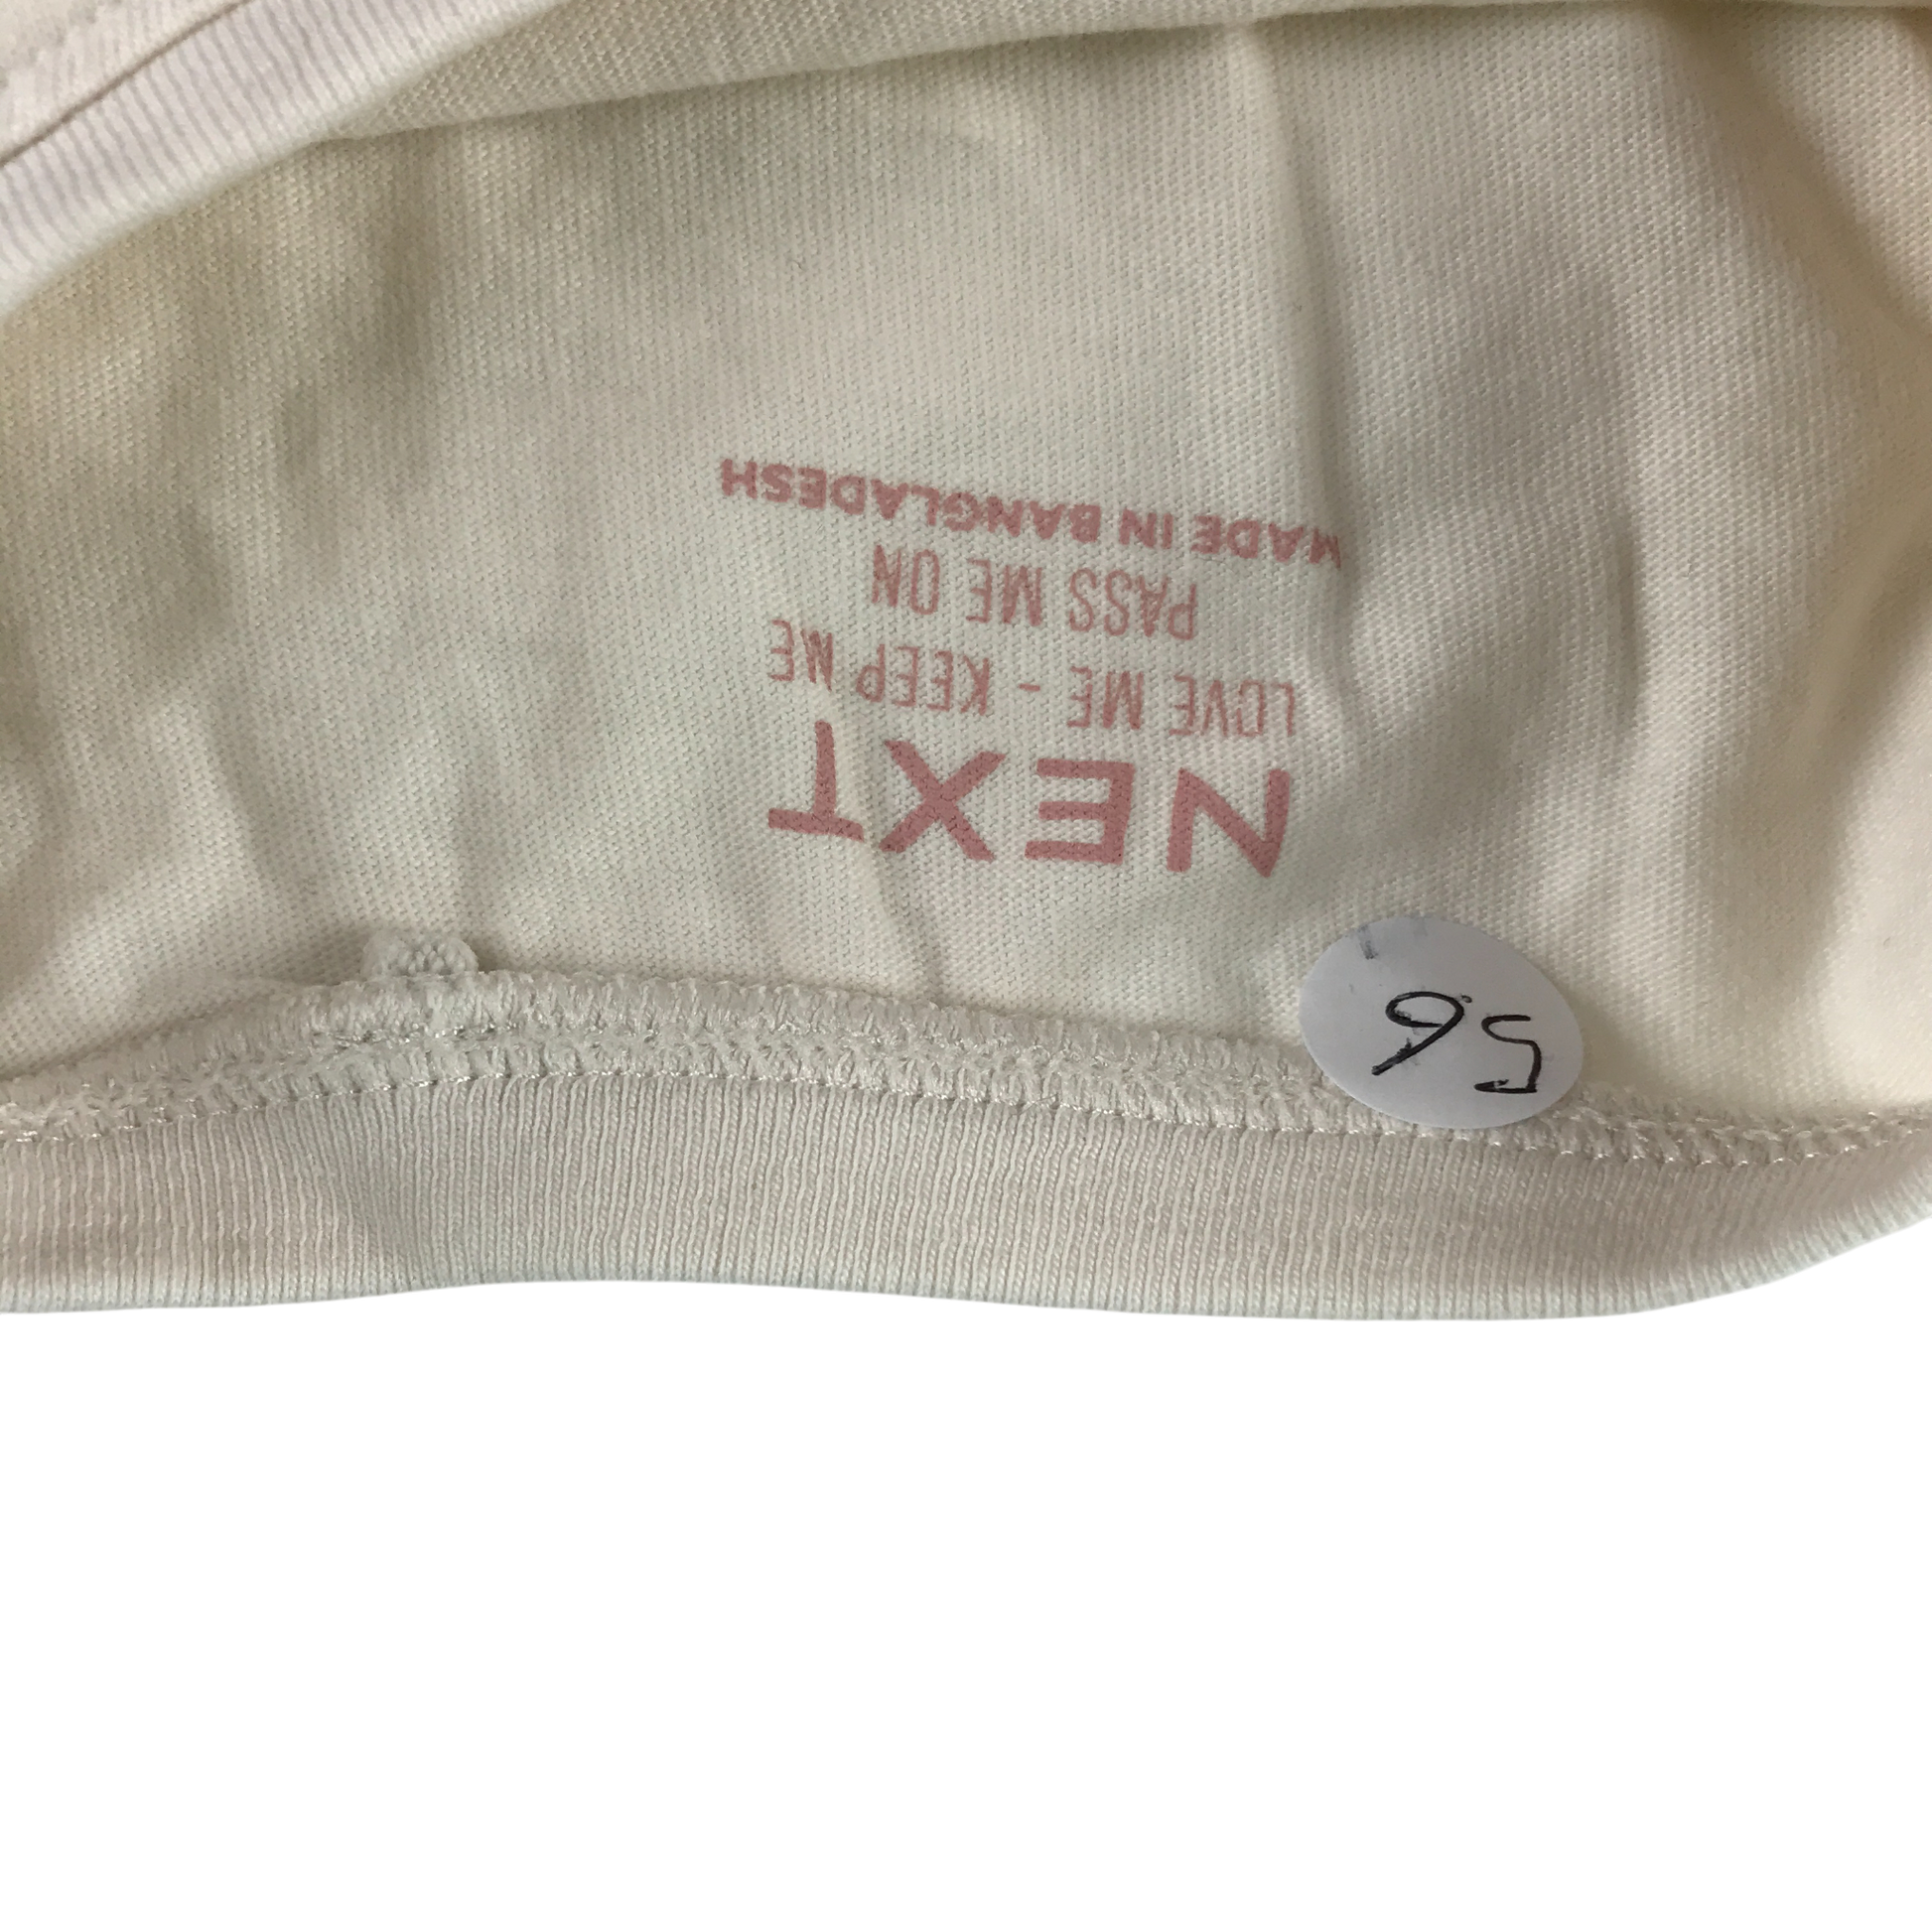 NEXT
LOVE ME - KEEP ME
PASS ME ON
MADE IN BANGLADESH
56